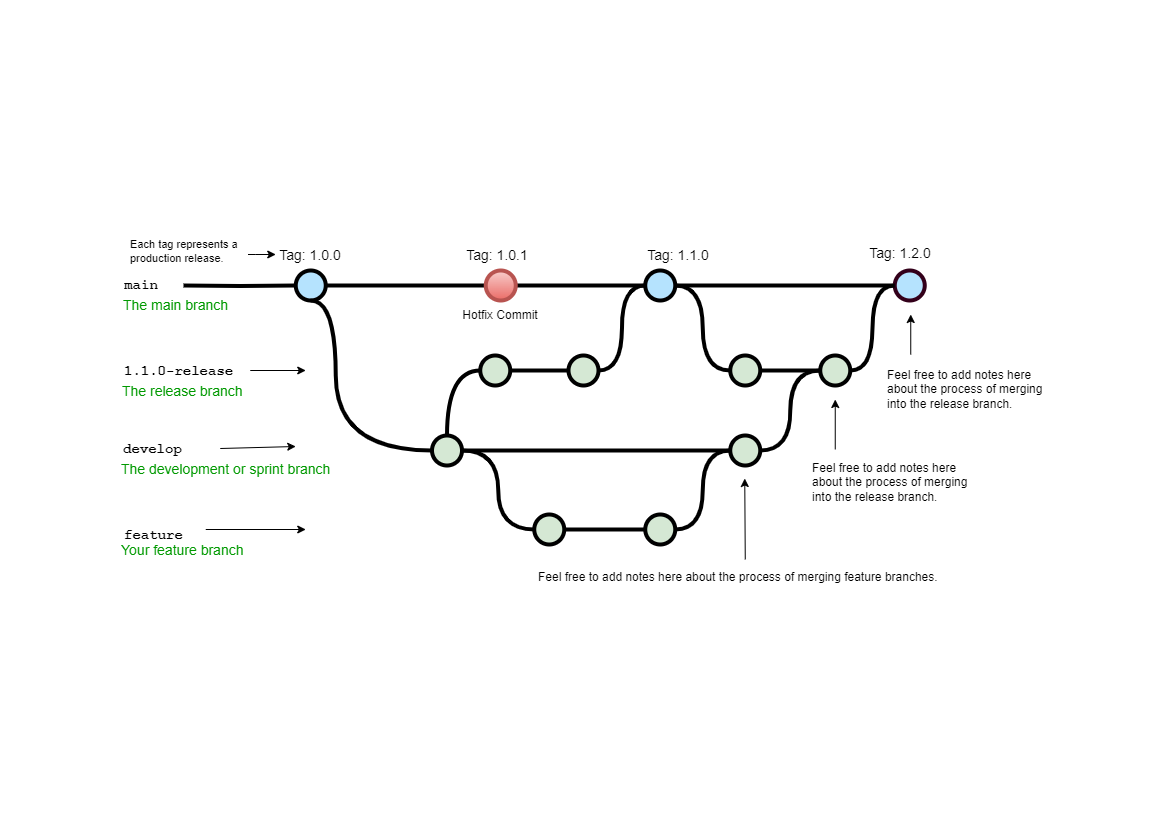 Each tag represents a
production release.
Tag: 1.0.0
Tag: 1.0.1
Tag: 1.1.0
Tag: 1.2.0
main
The main branch
Hotfix Commit
1.1.0-release
The release branch
Feel free to add notes here
about the process of merging
into the release branch.
develop
The development or sprint branch
Feel free to add notes here
about the process of merging
into the release branch.
feature
Your feature branch
Feel free to add notes here about the process of merging feature branches.